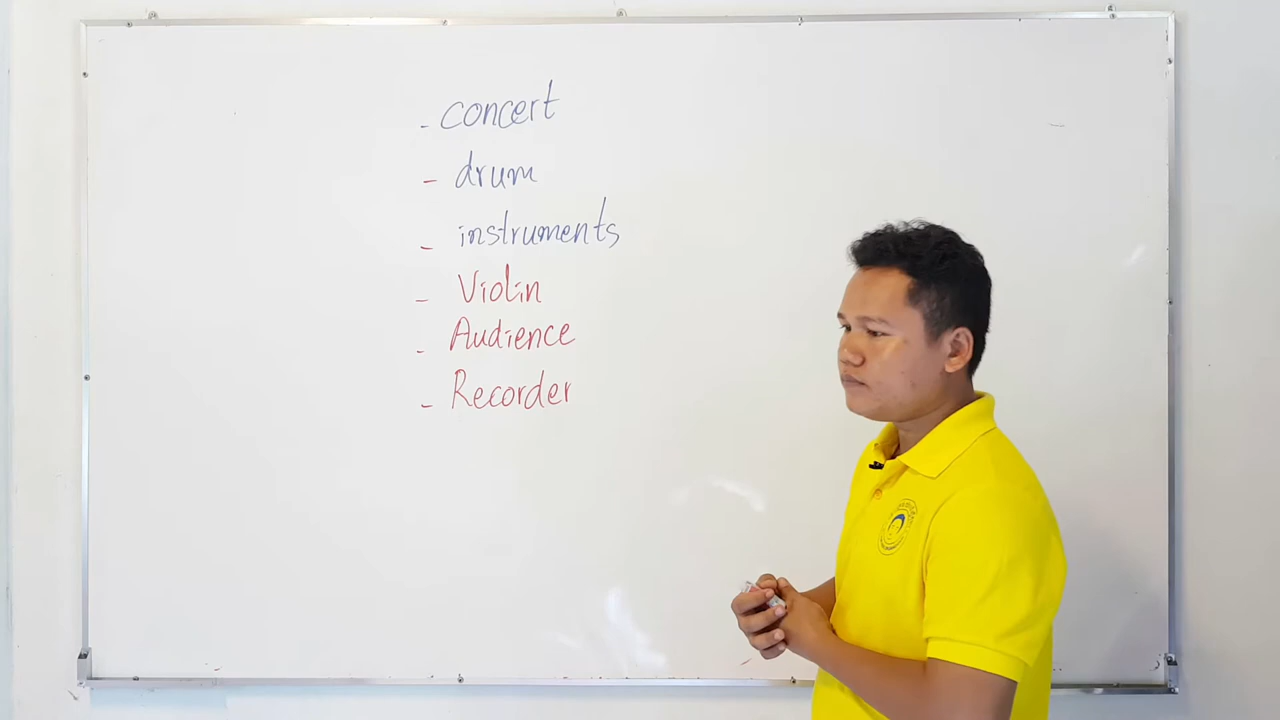 - concert
- drum
- instruments
- Violin
- Audience
- Recorder